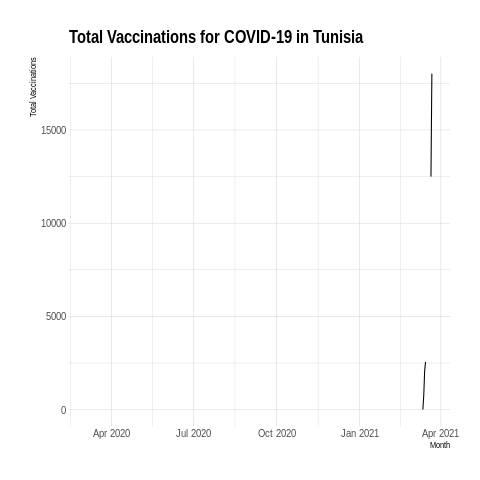 Total Vaccinations for COVID-19 in Tunisia
Total Vaccinations
15000
10000
5000
0
Apr 2020 Jul 2020 Oct 2020 Jan 2021 Apr 2021
Month